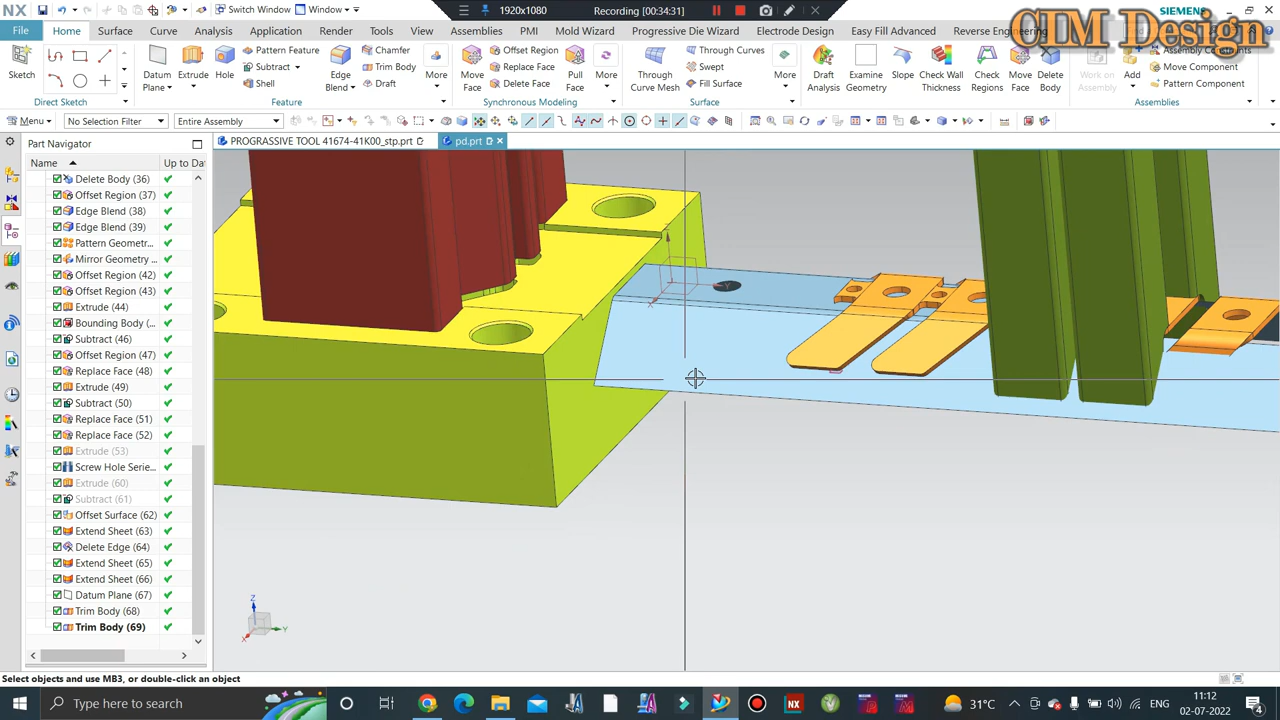 NX Switch Window Window 1920x1080 Recording [00:34:31] SIEMENS
File Home Surface Curve Analysis Render Tools View Assemblies PMI Mold Wizard Progressive Die Wizard Electrode Design Easy Fill Advanced Reverse Engineering
CIM Design
Sketch Datum Plane Extrude Hole Pattern Feature Subtract Shell Edge Blend Chamfer Trim Body Draft More Move Face Offset Region Replace Face Delete Face Pull Face More Through Curve Mesh Through Curves Swept Fill Surface More Draft Analysis Examine Geometry Slope Check Wall Thickness Check Regions Move Face Delete Body Work on Assembly Add Assembly Constraints Move Component Pattern Component
Direct Sketch Feature Synchronous Modeling Surface Assemblies
Menu No Selection Filter Entire Assembly
Part Navigator PROGRASSIVE TOOL 41674-41K00_stp.prt pd.prt
Name Up to Da
Delete Body (36)
Offset Region (37)
Edge Blend (38)
Edge Blend (39)
Pattern Geomet...
Mirror Geometry ...
Offset Region (42)
Offset Region (43)
Extrude (44)
Bounding Body (...
Subtract (46)
Offset Region (47)
Replace Face (48)
Extrude (49)
Subtract (50)
Replace Face (51)
Replace Face (52)
Extrude (53)
Screw Hole Serie...
Extrude (60)
Subtract (61)
Offset Surface (62)
Extend Sheet (63)
Delete Edge (64)
Extend Sheet (65)
Extend Sheet (66)
Datum Plane (67)
Trim Body (68)
Trim Body (69)
Z
Y
X
Select objects and use MB3, or double-click an object
Type here to search 31°C ENG 11:12
02-07-2022 4